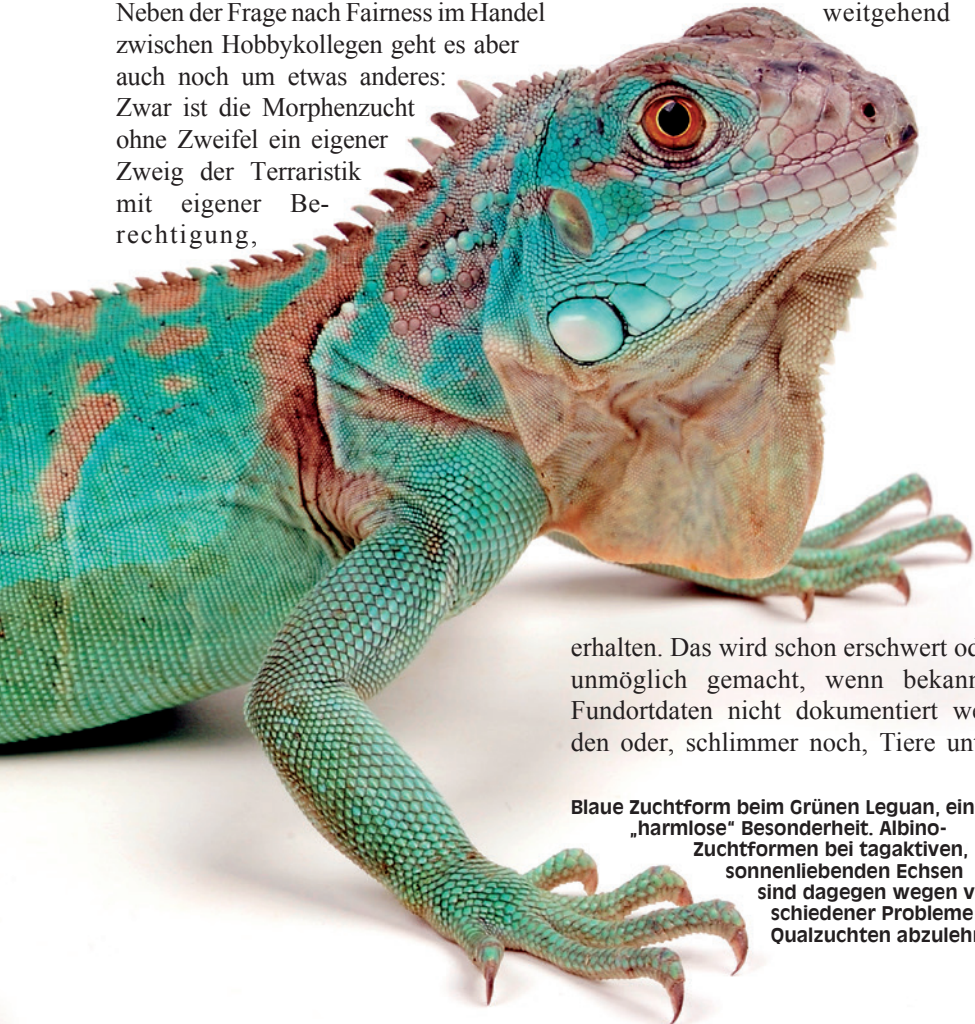 Neben der Frage nach Fairness im Handel
zwischen Hobbykollegen geht es aber
auch noch um etwas anderes:
Zwar ist die Morphenzucht
ohne Zweifel ein eigener
Zweig der Terraristik
mit eigener Be-
rechtigung,
weitgehend
erhalten. Das wird schon erschwert
unmöglich gemacht, wenn bekann
Fundortdaten nicht dokumentiert
den oder, schlimmer noch, Tiere
Blaue Zuchtform beim Grünen Leguan, ein
„harmlose“ Besonderheit. Albino-
Zuchtformen bei tagaktiven,
sonnenliebenden Echsen
sind dagegen wegen v
schiedener Probleme
Qualzuchten